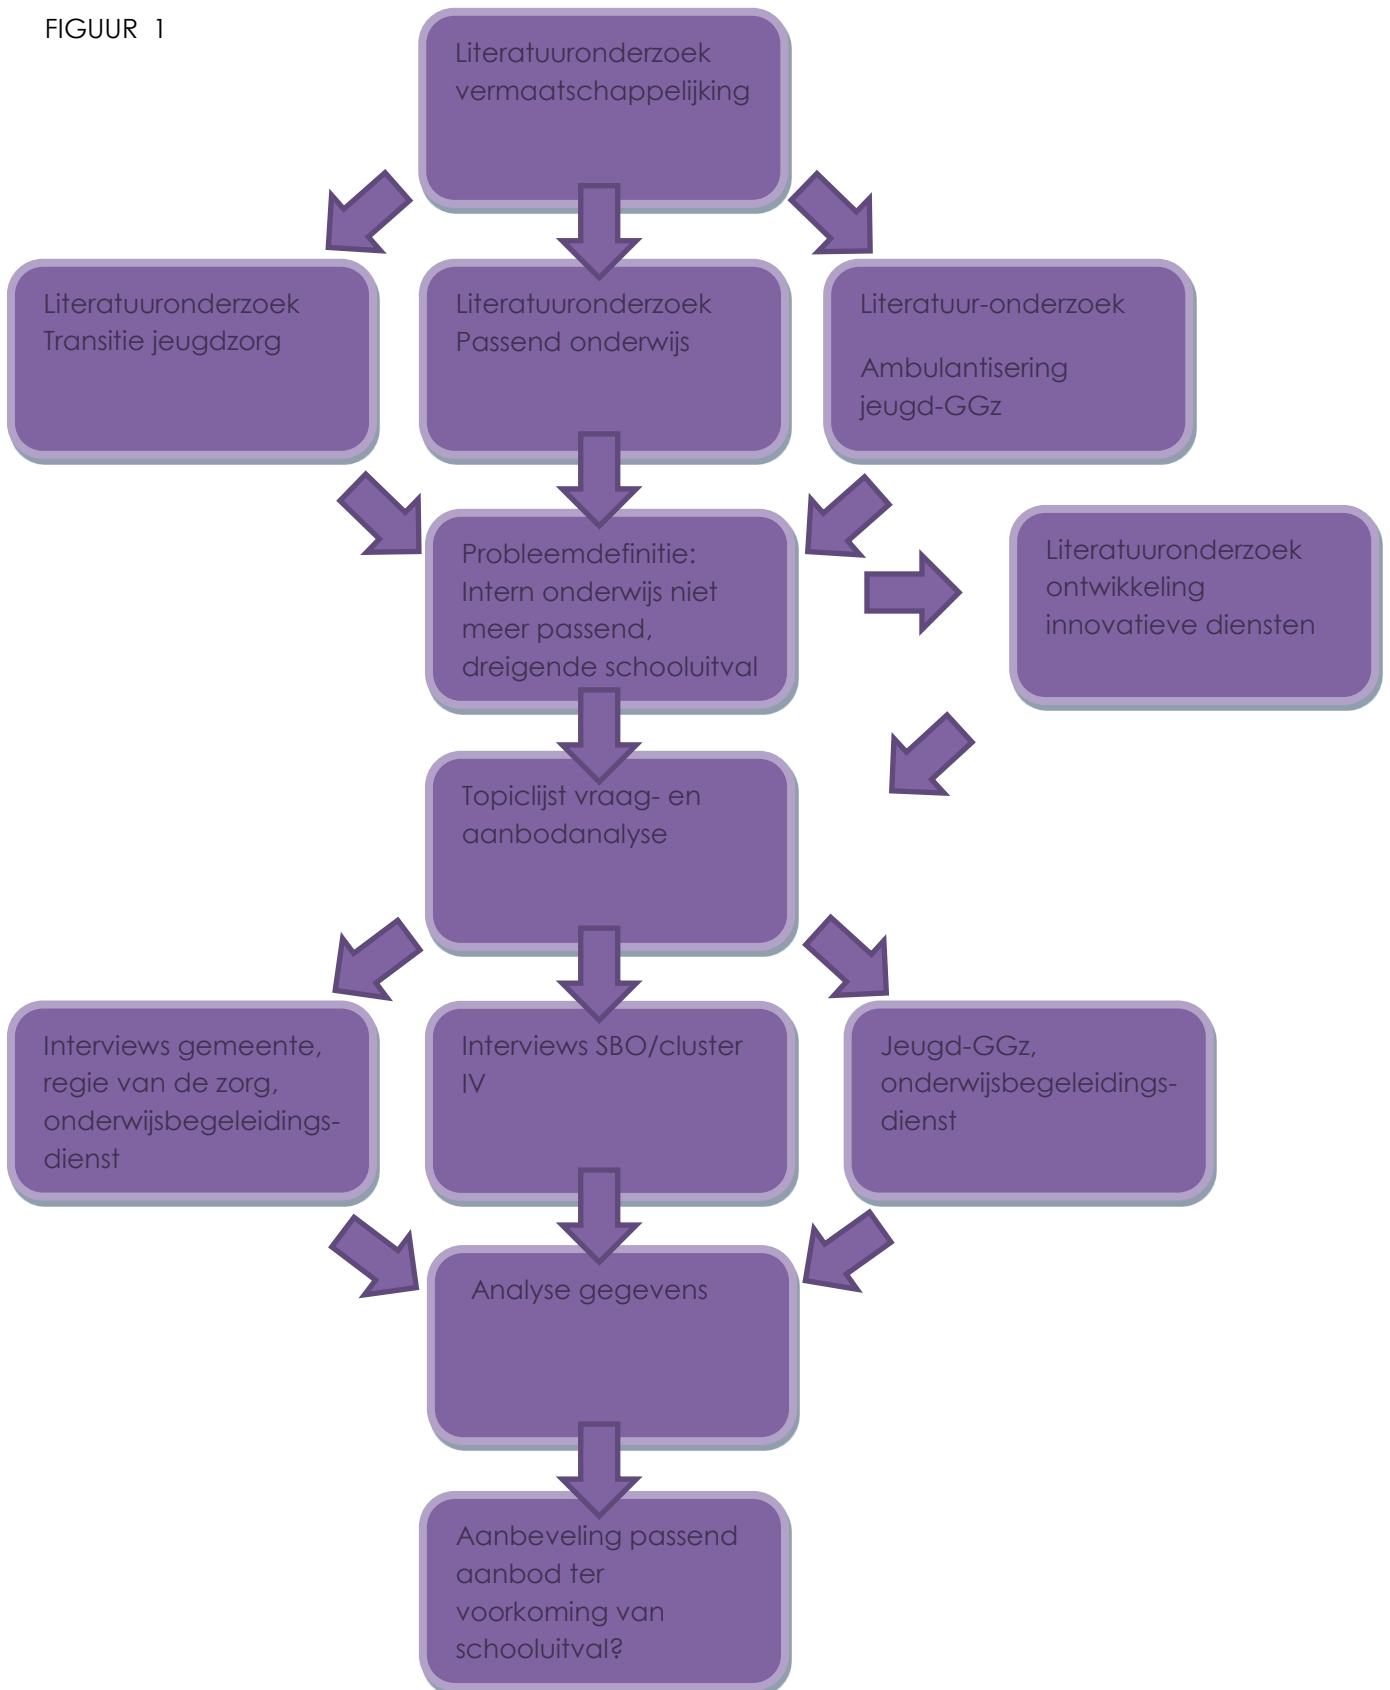 FIGUUR 1
Literatuuronderzoek
vermaatschappelijking
Literatuuronderzoek
Transitie jeugdzorg
Literatuuronderzoek
Passend onderwijs
Literatuur-onderzoek
Ambulantisering
jeugd-GGz
Probleemdefinitie:
Intern onderwijs niet
meer passend,
dreigende schooluitval
Literatuuronderzoek
ontwikkeling
innovatieve diensten
Topiclijst vraag- en
aanbodanalyse
Interviews gemeente,
regie van de zorg,
onderwijsbegeleidings-
dienst
Interviews SBO/cluster
IV
Jeugd-GGz,
onderwijsbegeleidings-
dienst
Analyse gegevens
Aanbeveling passend
aanbod ter
voorkoming van
schooluitval?